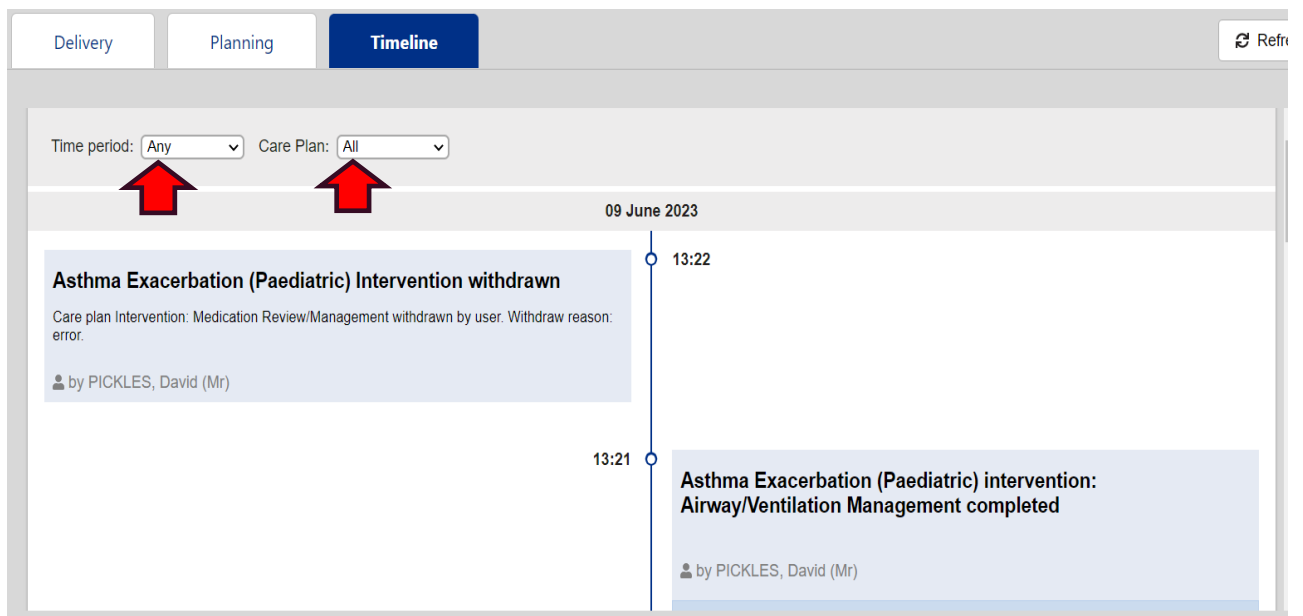 Delivery
Planning
Timeline
Time period: Any
Care Plan: All
09 June 2023
13:22
Asthma Exacerbation (Paediatric) Intervention withdrawn
Care plan Intervention: Medication Review/Management withdrawn by user. Withdraw reason:
error.
by PICKLES, David (Mr)
13:21
Asthma Exacerbation (Paediatric) intervention:
Airway/Ventilation Management completed
by PICKLES, David (Mr)